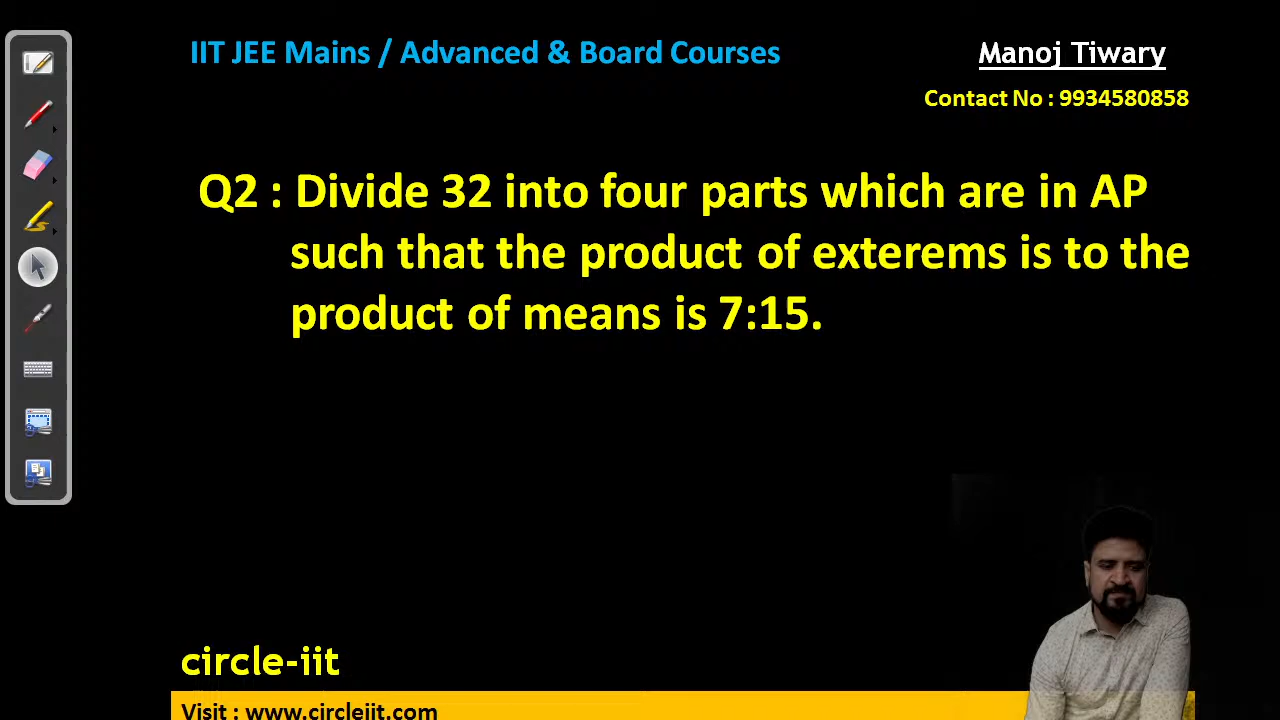 IIT JEE Mains / Advanced & Board Courses
Manoj Tiwary
Contact No : 9934580858
Q2 : Divide 32 into four parts which are in AP
such that the product of exterems is to the
product of means is 7:15.
circle-iit
Visit : www.circleiit.com